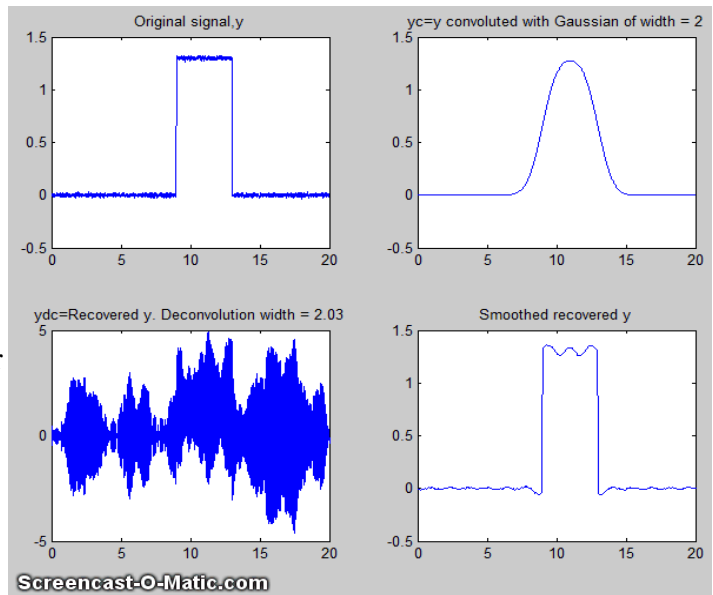 Original signal,y
1.5
1
0.5
0
-0.5
0 5 10 15 20
yc=y convoluted with Gaussian of width = 2
1.5
1
0.5
0
-0.5
0 5 10 15 20
ydc=Recovered y. Deconvolution width = 2.03
5
0
-5
0 5 10 15 20
Smoothed recovered y
1.5
1
0.5
0
-0.5
0 5 10 15 20
Screencast-O-Matic.com